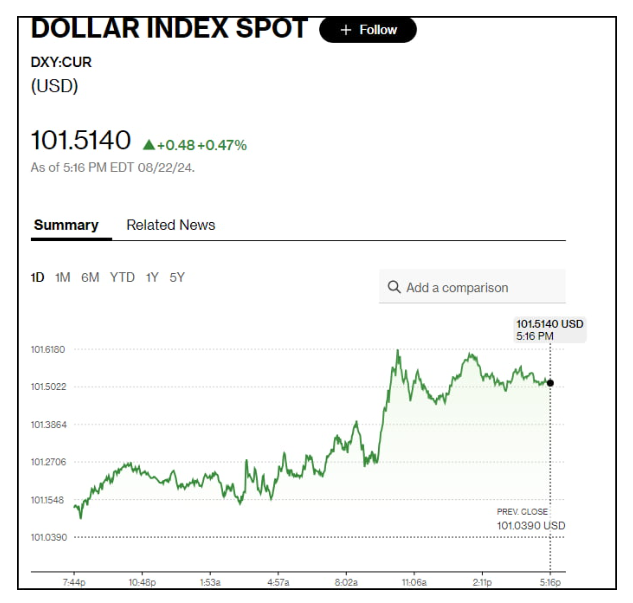 DOLLAR INDEX SPOT + Follow
DXY:CUR
(USD)
101.5140 ▲+0.48 +0.47%
As of 5:16 PM EDT 08/22/24.
Summary Related News
1D 1M 6M YTD 1Y 5Y
Add a comparison
101.5140 USD
5:16 PM
101.6180
101.5022
101.3864
101.2706
101.1548
PREV. CLOSE
101.0390 USD
101.0390
7:44p 10:48p 1:53a 4:57a 8:02a 11:06a 2:11p 5:16p